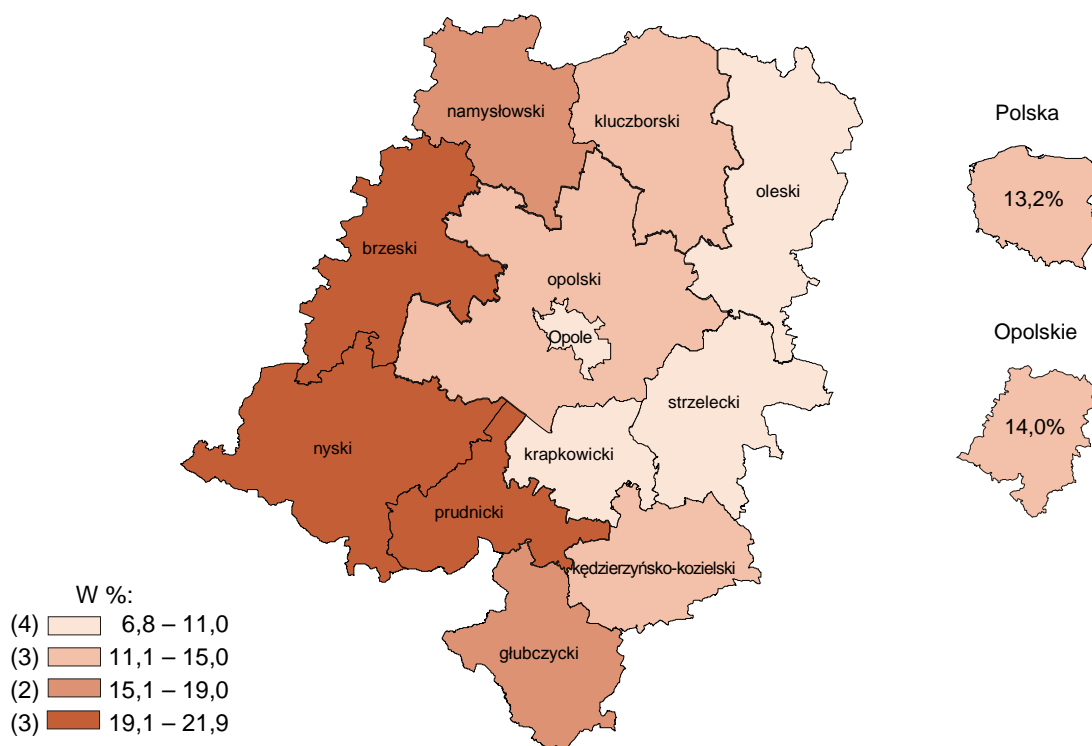 namysłowski
kluczborski
oleski
brzeski
opolski
Opole
strzelecki
nyski
krapkowicki
prudnicki
kędzierzyńsko-kozielski
głubczycki
Polska
13,2%
Opolskie
14,0%
W %:
(4) 6,8 – 11,0
(3) 11,1 – 15,0
(2) 15,1 – 19,0
(3) 19,1 – 21,9